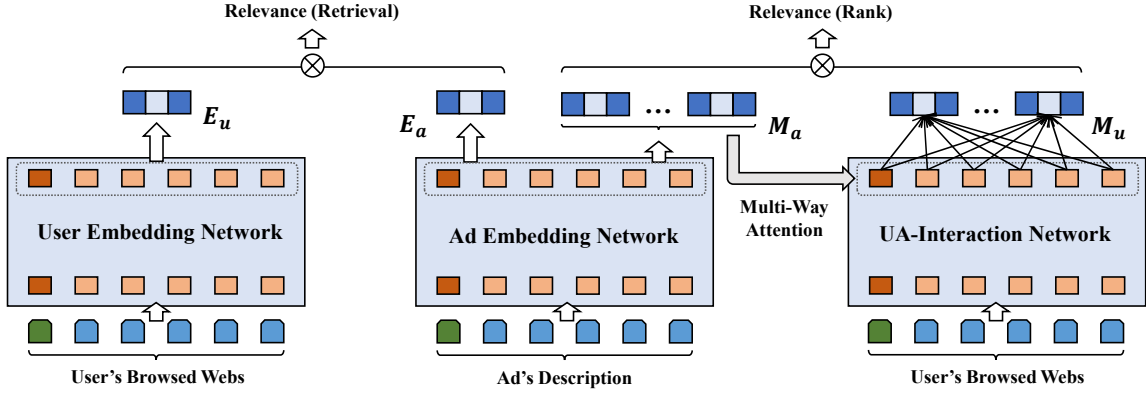 Relevance (Retrieval)
Relevance (Rank)
E_u
E_a
...
M_a
...
M_u
User Embedding Network
Ad Embedding Network
Multi-Way
Attention
UA-Interaction Network
User's Browsed Webs
Ad's Description
User's Browsed Webs